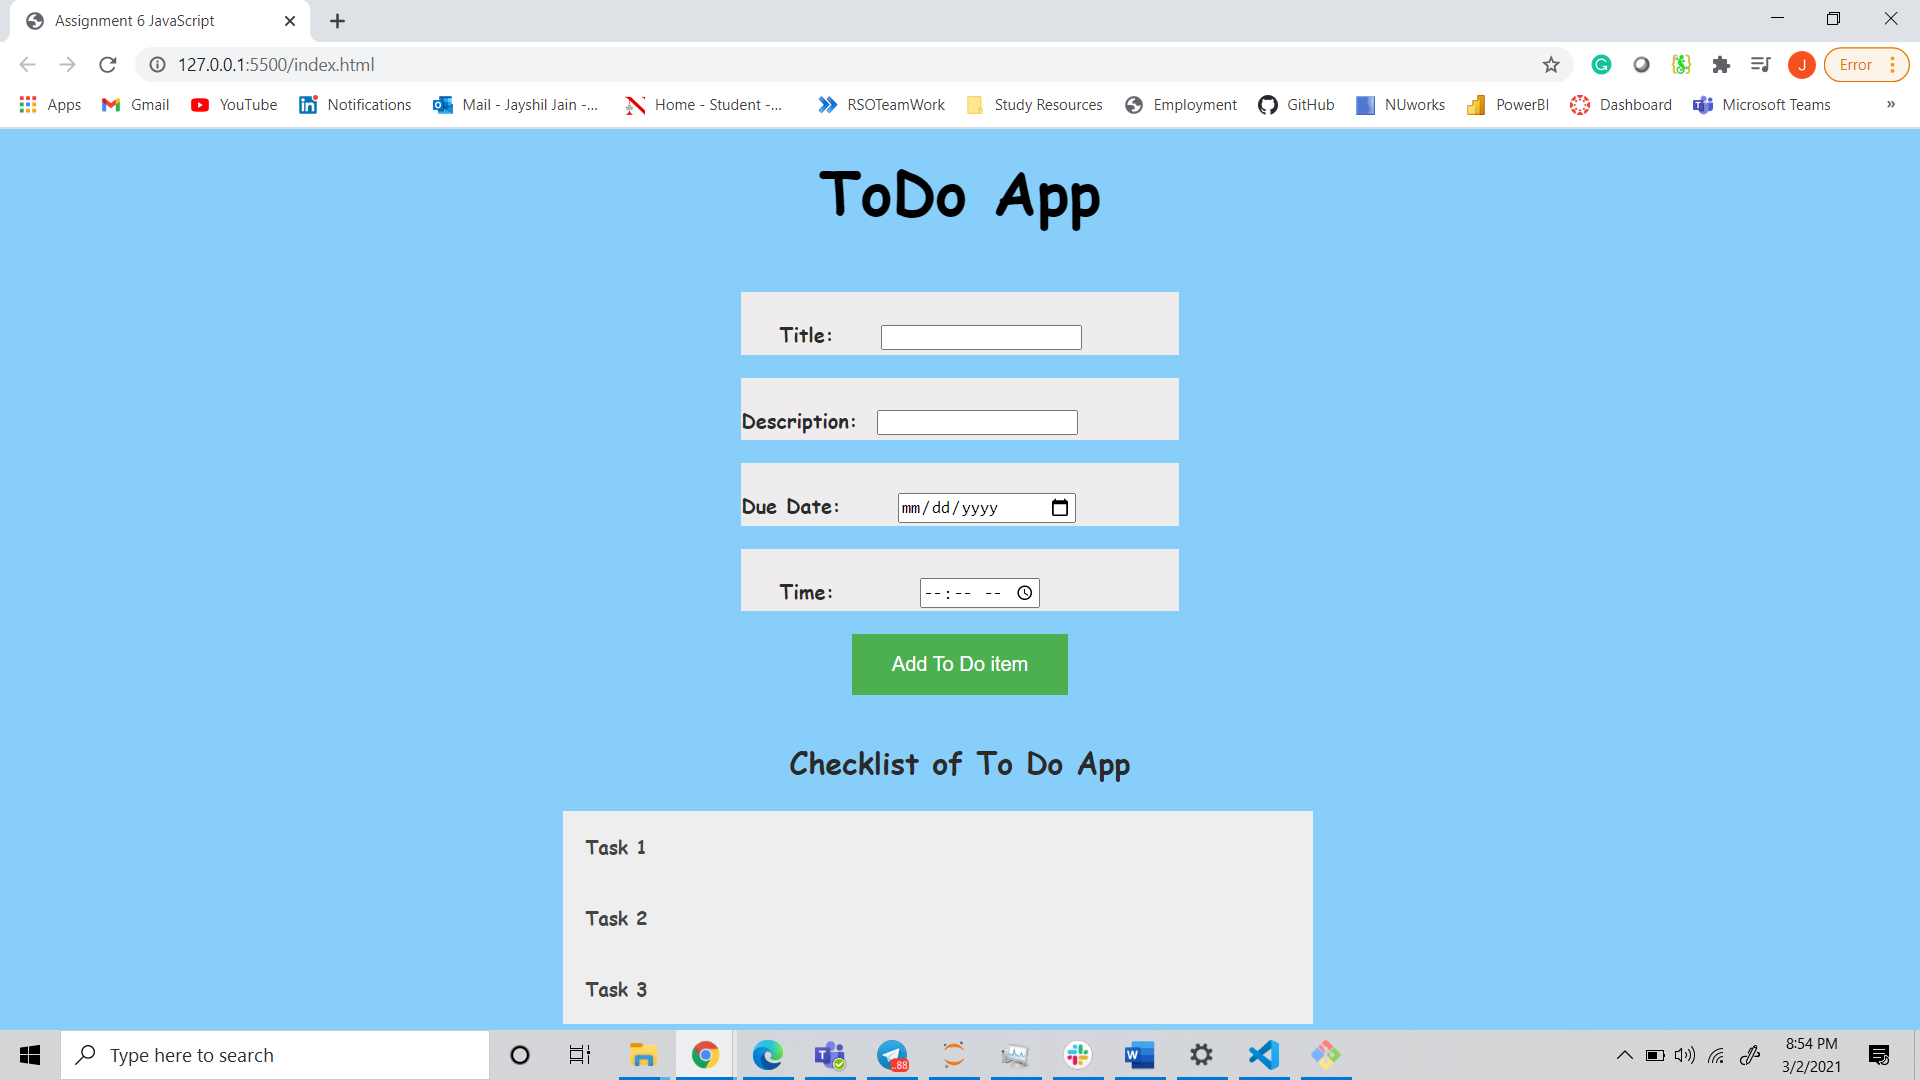 Assignment 6 JavaScript
127.0.0.1:5500/index.html
J
Error
Apps
Gmail
YouTube
Notifications
Mail - Jayshil Jain -...
Home - Student -...
RSOTeamWork
Study Resources
Employment
GitHub
NUworks
PowerBI
Dashboard
Microsoft Teams
»
ToDo App
Title:
Description:
Due Date: mm/dd/yyyy
Time: --:-- --
Add To Do item
Checklist of To Do App
Task 1
Task 2
Task 3
Type here to search
..88
8:54 PM
3/2/2021